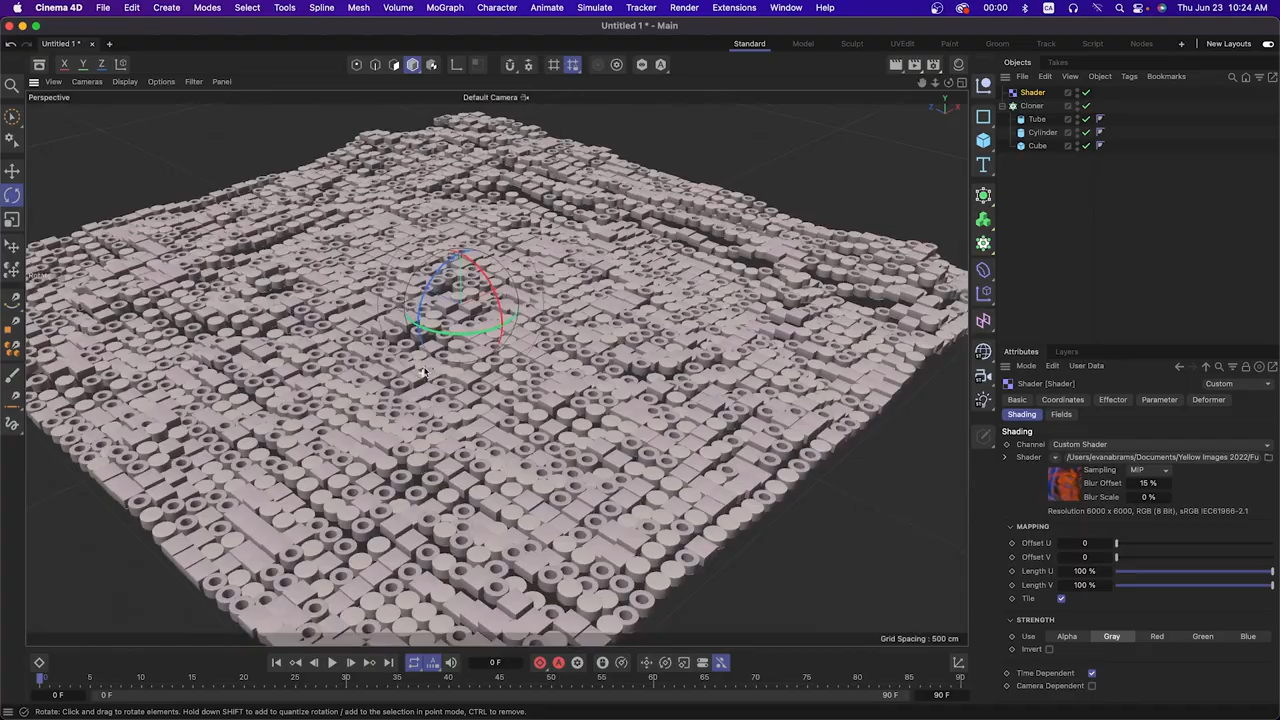 Cinema 4D File Edit Create Modes Select Tools Spline Mesh Volume MoGraph Character Animate Simulate Tracker Render Extensions Window Help 00:00 CA Thu Jun 23 10:24 AM
Untitled 1 * - Main
Untitled 1 * × + Standard Model Sculpt UVEdit Paint Groom Track Script Nodes + New Layouts
X Y Z Objects Takes
View Cameras Display Options Filter Panel File Edit View Object Tags Bookmarks
Perspective Default Camera Y Z X
Shader
Cloner
Tube
Cylinder
Cube
Rotate
Attributes Layers
Mode Edit User Data
Shader [Shader] Custom
Basic Coordinates Effector Parameter Deformer
Shading Fields
Shading
Channel Custom Shader
Shader /Users/evanabrams/Documents/Yellow Images 2022/Fu
Sampling MIP
Blur Offset 15 %
Blur Scale 0 %
Resolution 6000 x 6000, RGB (8 Bit), sRGB IEC61966-2.1
MAPPING
Offset U 0
Offset V 0
Length U 100 %
Length V 100 %
Tile
STRENGTH
Use Alpha Gray Red Green Blue
Invert
Time Dependent
Camera Dependent
Grid Spacing : 500 cm
0 F
0 5 10 15 20 25 30 35 40 45 50 55 60 65 70 75 80 85 90
0 F 0 F 90 F 90 F
Rotate: Click and drag to rotate elements. Hold down SHIFT to add to quantize rotation / add to the selection in point mode, CTRL to remove.